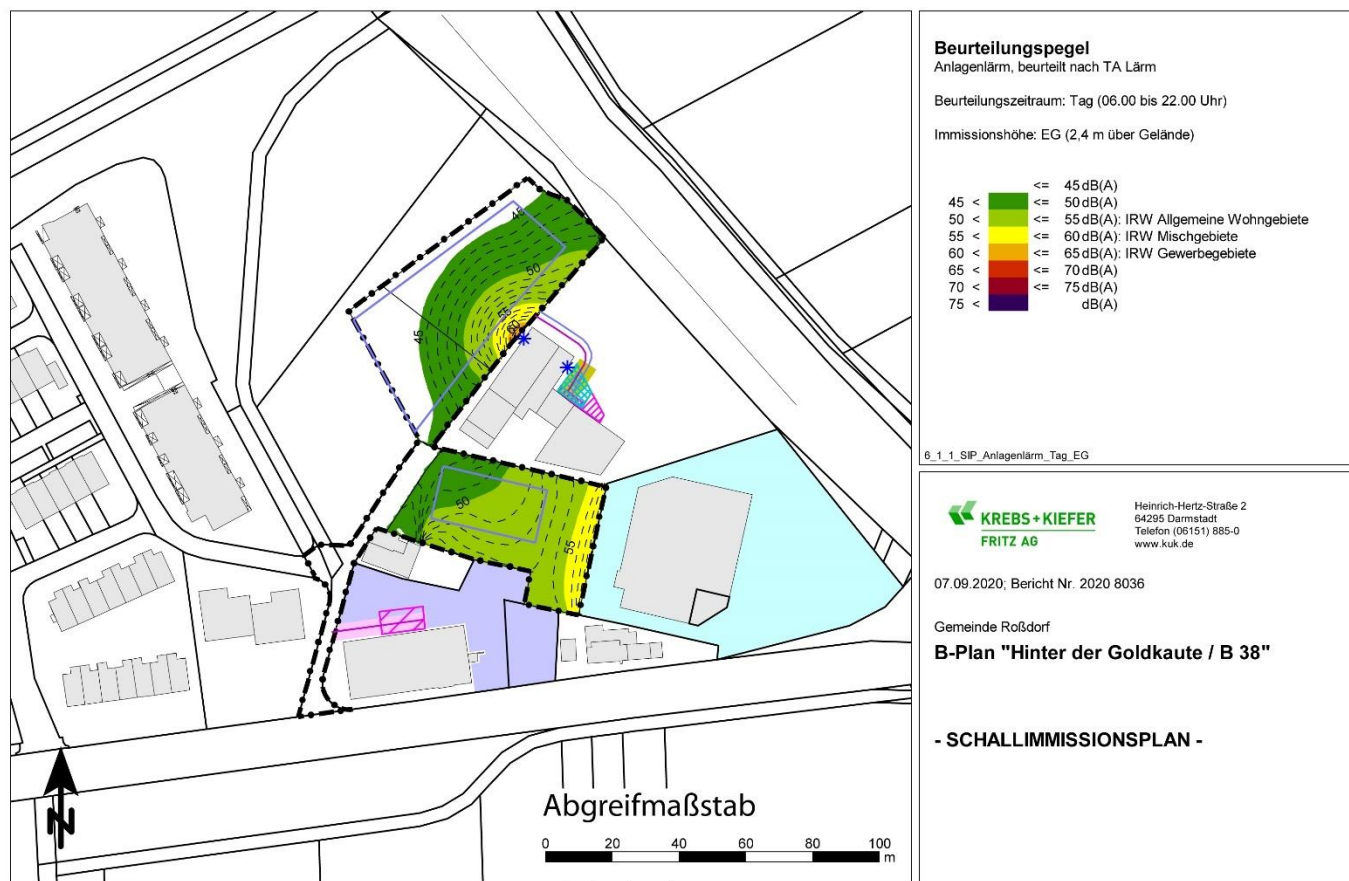 Beurteilungspegel
Anlagenlärm, beurteilt nach TA Lärm
Beurteilungszeitraum: Tag (06.00 bis 22.00 Uhr)
Immissionshöhe: EG (2,4 m über Gelände)
<= 45 dB(A)
45 < <= 50 dB(A)
50 < <= 55 dB(A): IRW Allgemeine Wohngebiete
55 < <= 60 dB(A): IRW Mischgebiete
60 < <= 65 dB(A): IRW Gewerbegebiete
65 < <= 70 dB(A)
70 < <= 75 dB(A)
75 < dB(A)
6_1_1_SIP_Anlagenlärm_Tag_EG
KREBS+KIEFER
FRITZ AG
Heinrich-Hertz-Straße 2
64295 Darmstadt
Telefon (06151) 885-0
www.kuk.de
07.09.2020; Bericht Nr. 2020 8036
Gemeinde Roßdorf
B-Plan "Hinter der Goldkaute / B 38"
- SCHALLIMMISSIONSPLAN -
45
50
55
60
45
50
55
N
Abgreifmaßstab
0 20 40 60 80 100
m